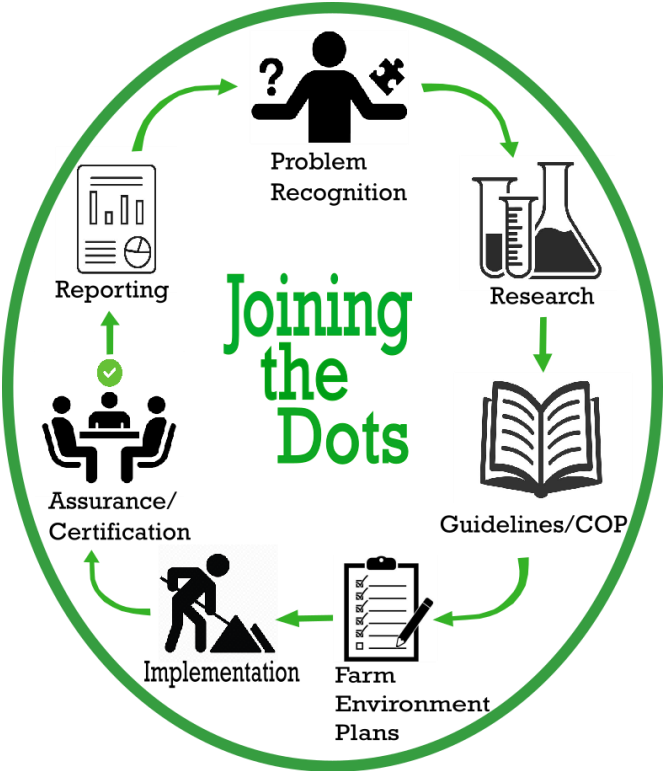 ?
Problem
Recognition
Research
Guidelines/COP
Farm
Environment
Plans
Implementation
Assurance/
Certification
Reporting
Joining
the
Dots